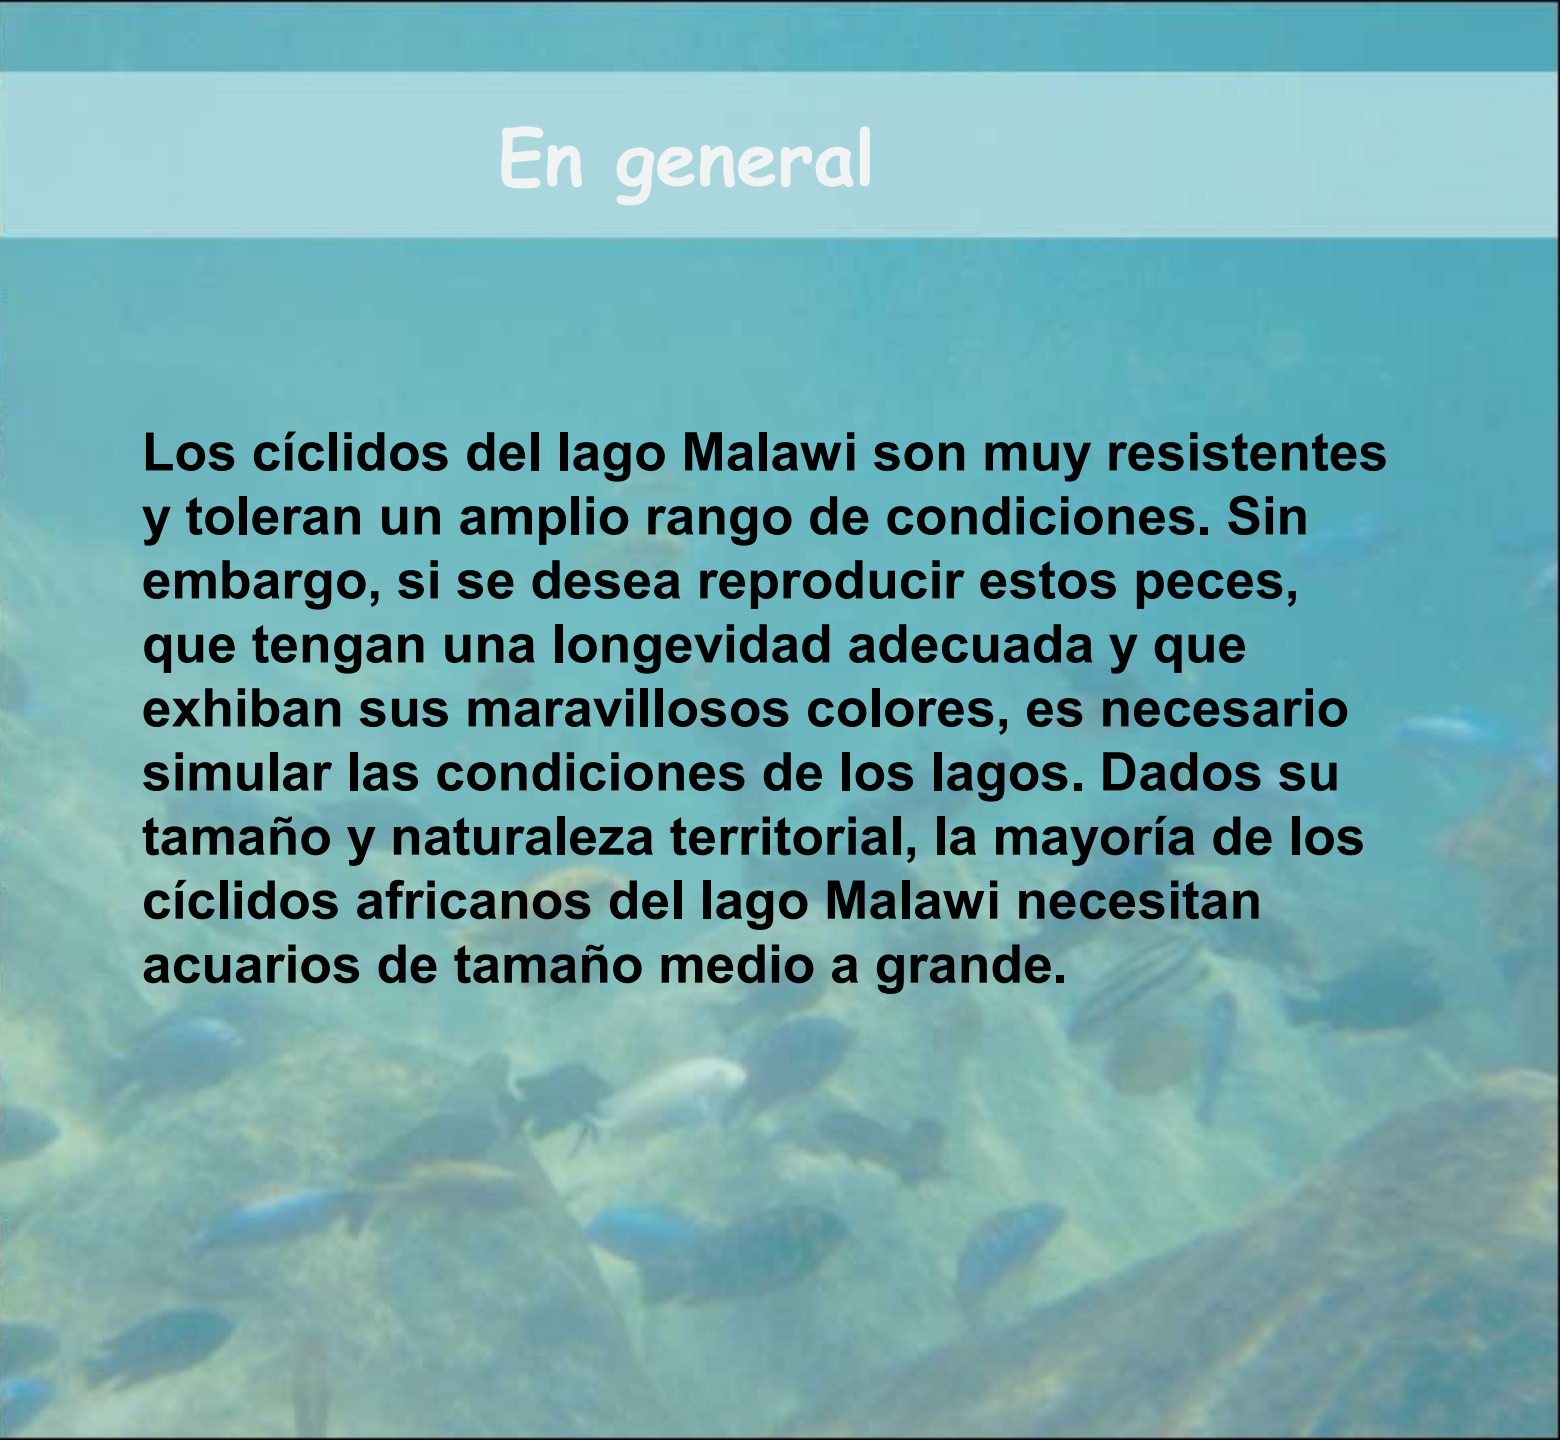 En general
Los cíclidos del lago Malawi son muy resistentes
y toleran un amplio rango de condiciones. Sin
embargo, si se desea reproducir estos peces,
que tengan una longevidad adecuada y que
exhiban sus maravillosos colores, es necesario
simular las condiciones de los lagos. Dados su
tamaño y naturaleza territorial, la mayoría de los
cíclidos africanos del lago Malawi necesitan
acuarios de tamaño medio a grande.